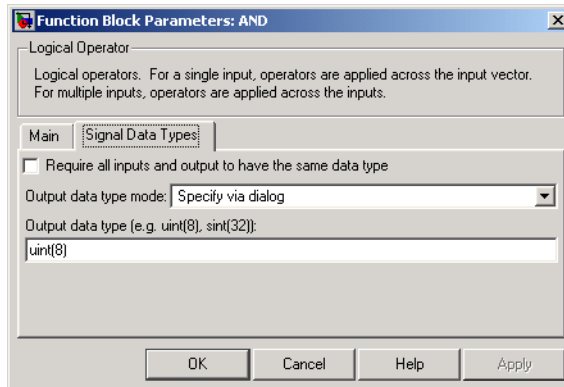 Function Block Parameters: AND
Logical Operator
Logical operators. For a single input, operators are applied across the input vector.
For multiple inputs, operators are applied across the inputs.
Main
Signal Data Types
Require all inputs and output to have the same data type
Output data type mode: Specify via dialog
Output data type (e.g. uint(8), sint(32)):
uint(8)
OK
Cancel
Help
Apply